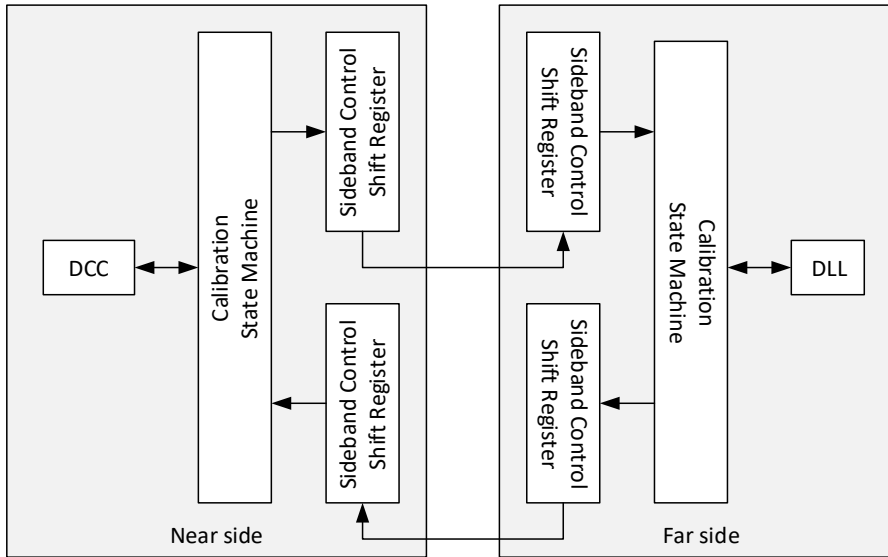 DCC
Calibration
State Machine
Sideband Control
Shift Register
Sideband Control
Shift Register
Near side
Sideband Control
Shift Register
Sideband Control
Shift Register
Calibration
State Machine
DLL
Far side